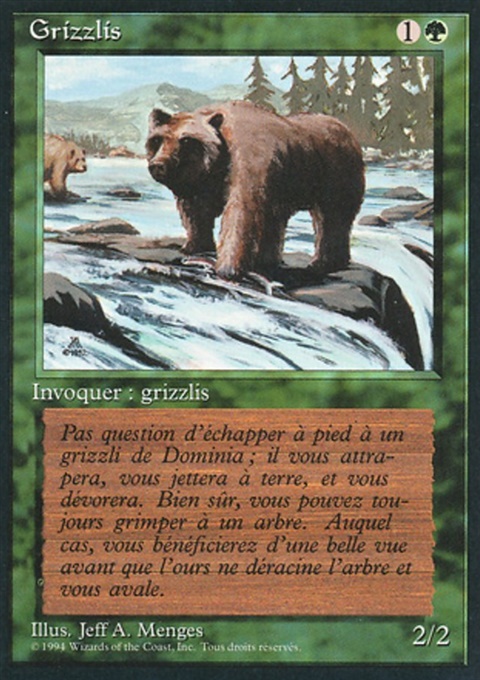 Grizzlis 1
Invoquer : grizzlis
Pas question d'échapper à pied à un
grizzli de Dominia ; il vous attra-
pera, vous jettera à terre, et vous
dévorera. Bien sûr, vous pouvez tou-
jours grimper à un arbre. Auquel
cas, vous bénéficierez d'une belle vue
avant que l'ours ne déracine l'arbre et
vous avale.
Illus. Jeff A. Menges
2/2
© 1994 Wizards of the Coast, Inc. Tous droits réservés.